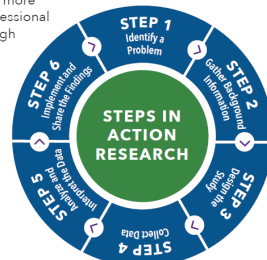 more
essional
gh
STEP 1
Identify a
Problem
STEP 2
Gather Background
Information
STEP 3
Design the
Study
STEP 4
Collect Data
STEP 5
Analyze and
Interpret the Data
STEP 6
Implement and
Share the Findings
STEPS IN
ACTION
RESEARCH